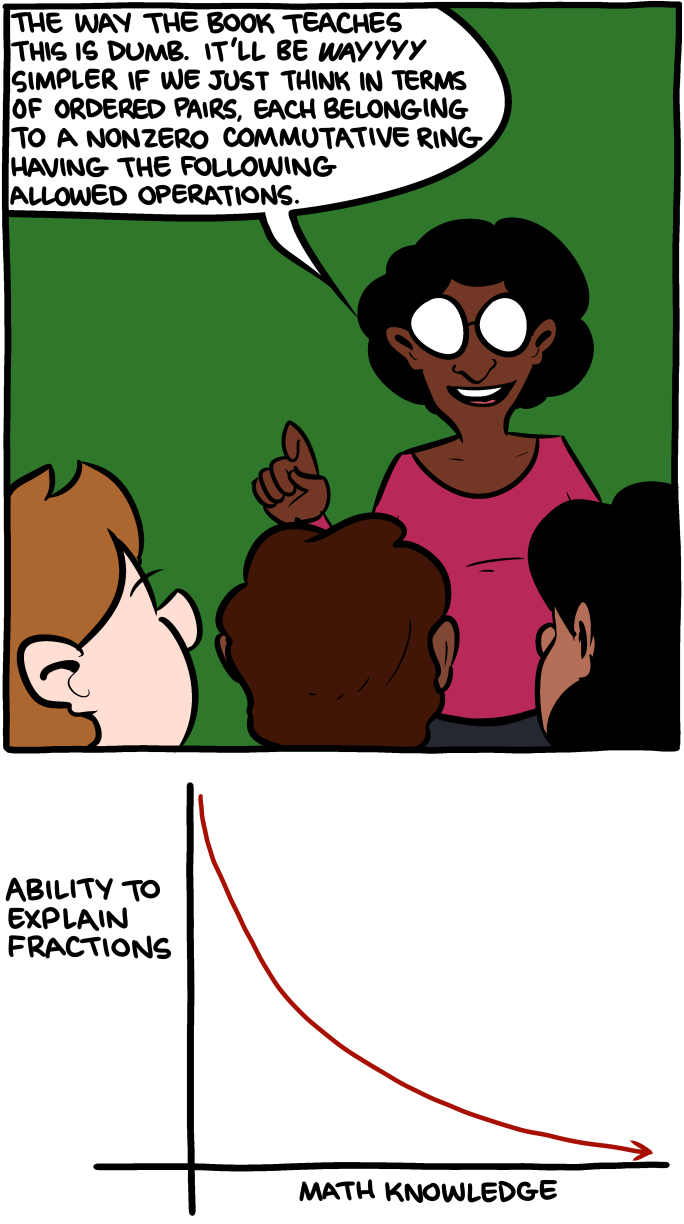 THE WAY THE BOOK TEACHES
THIS IS DUMB. IT'LL BE WAYYYY
SIMPLER IF WE JUST THINK IN TERMS
OF ORDERED PAIRS, EACH BELONGING
TO A NONZERO COMMUTATIVE RING
HAVING THE FOLLOWING
ALLOWED OPERATIONS.
ABILITY TO
EXPLAIN
FRACTIONS
MATH KNOWLEDGE